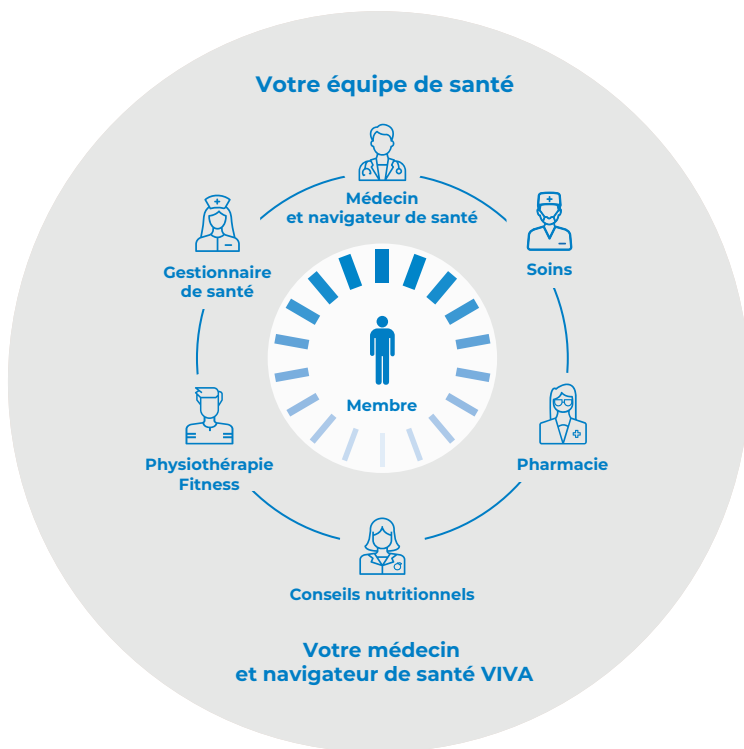 Votre équipe de santé
Médecin
et navigateur de santé
Gestionnaire
de santé
Soins
Membre
Physiothérapie
Fitness
Pharmacie
Conseils nutritionnels
Votre médecin
et navigateur de santé VIVA